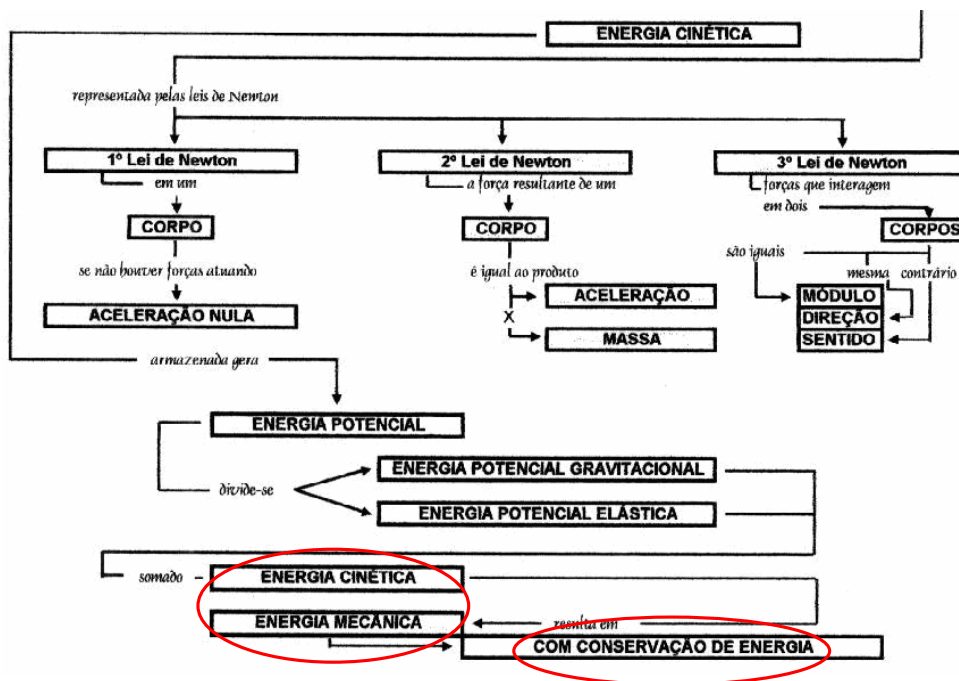 ENERGIA CINÉTICA
representada pelas leis de Newton
1º Lei de Newton
2º Lei de Newton
3º Lei de Newton
em um
a força resultante de um
forças que interagem
em dois
CORPO
CORPO
CORPOS
se não houver forças atuando
é igual ao produto
são iguais
mesma
contrário
ACELERAÇÃO NULA
ACELERAÇÃO
X
MASSA
MÓDULO
DIREÇÃO
SENTIDO
armazenada gera
ENERGIA POTENCIAL
divide-se
ENERGIA POTENCIAL GRAVITACIONAL
ENERGIA POTENCIAL ELÁSTICA
somado
ENERGIA CINÉTICA
ENERGIA MECÂNICA
resulta em
COM CONSERVAÇÃO DE ENERGIA